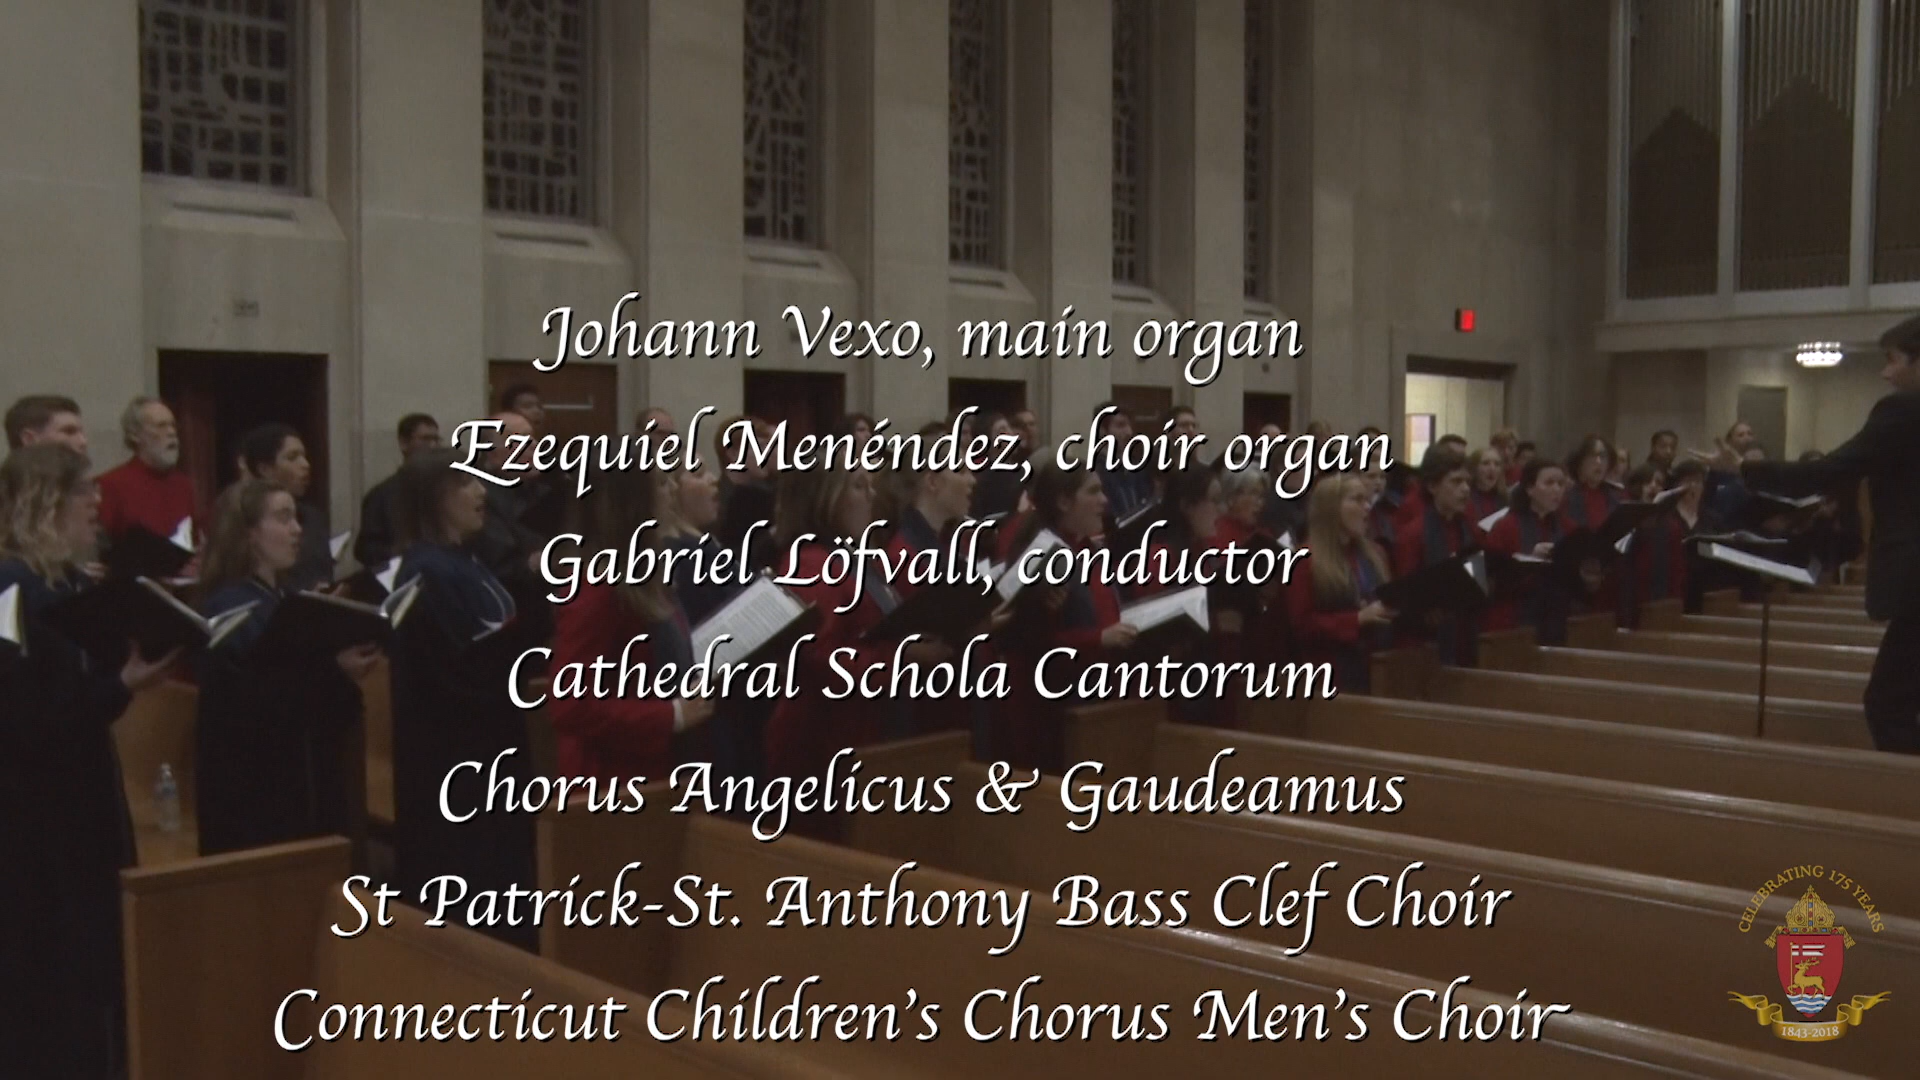 Johann Vexo, main organ
Ezequiel Menéndez, choir organ
Gabriel Löfvall, conductor
Cathedral Schola Cantorum
Chorus Angelicus & Gaudeamus
St Patrick-St. Anthony Bass Clef Choir
Connecticut Children's Chorus Men's Choir
CELEBRATING 175 YEARS
1843-2018